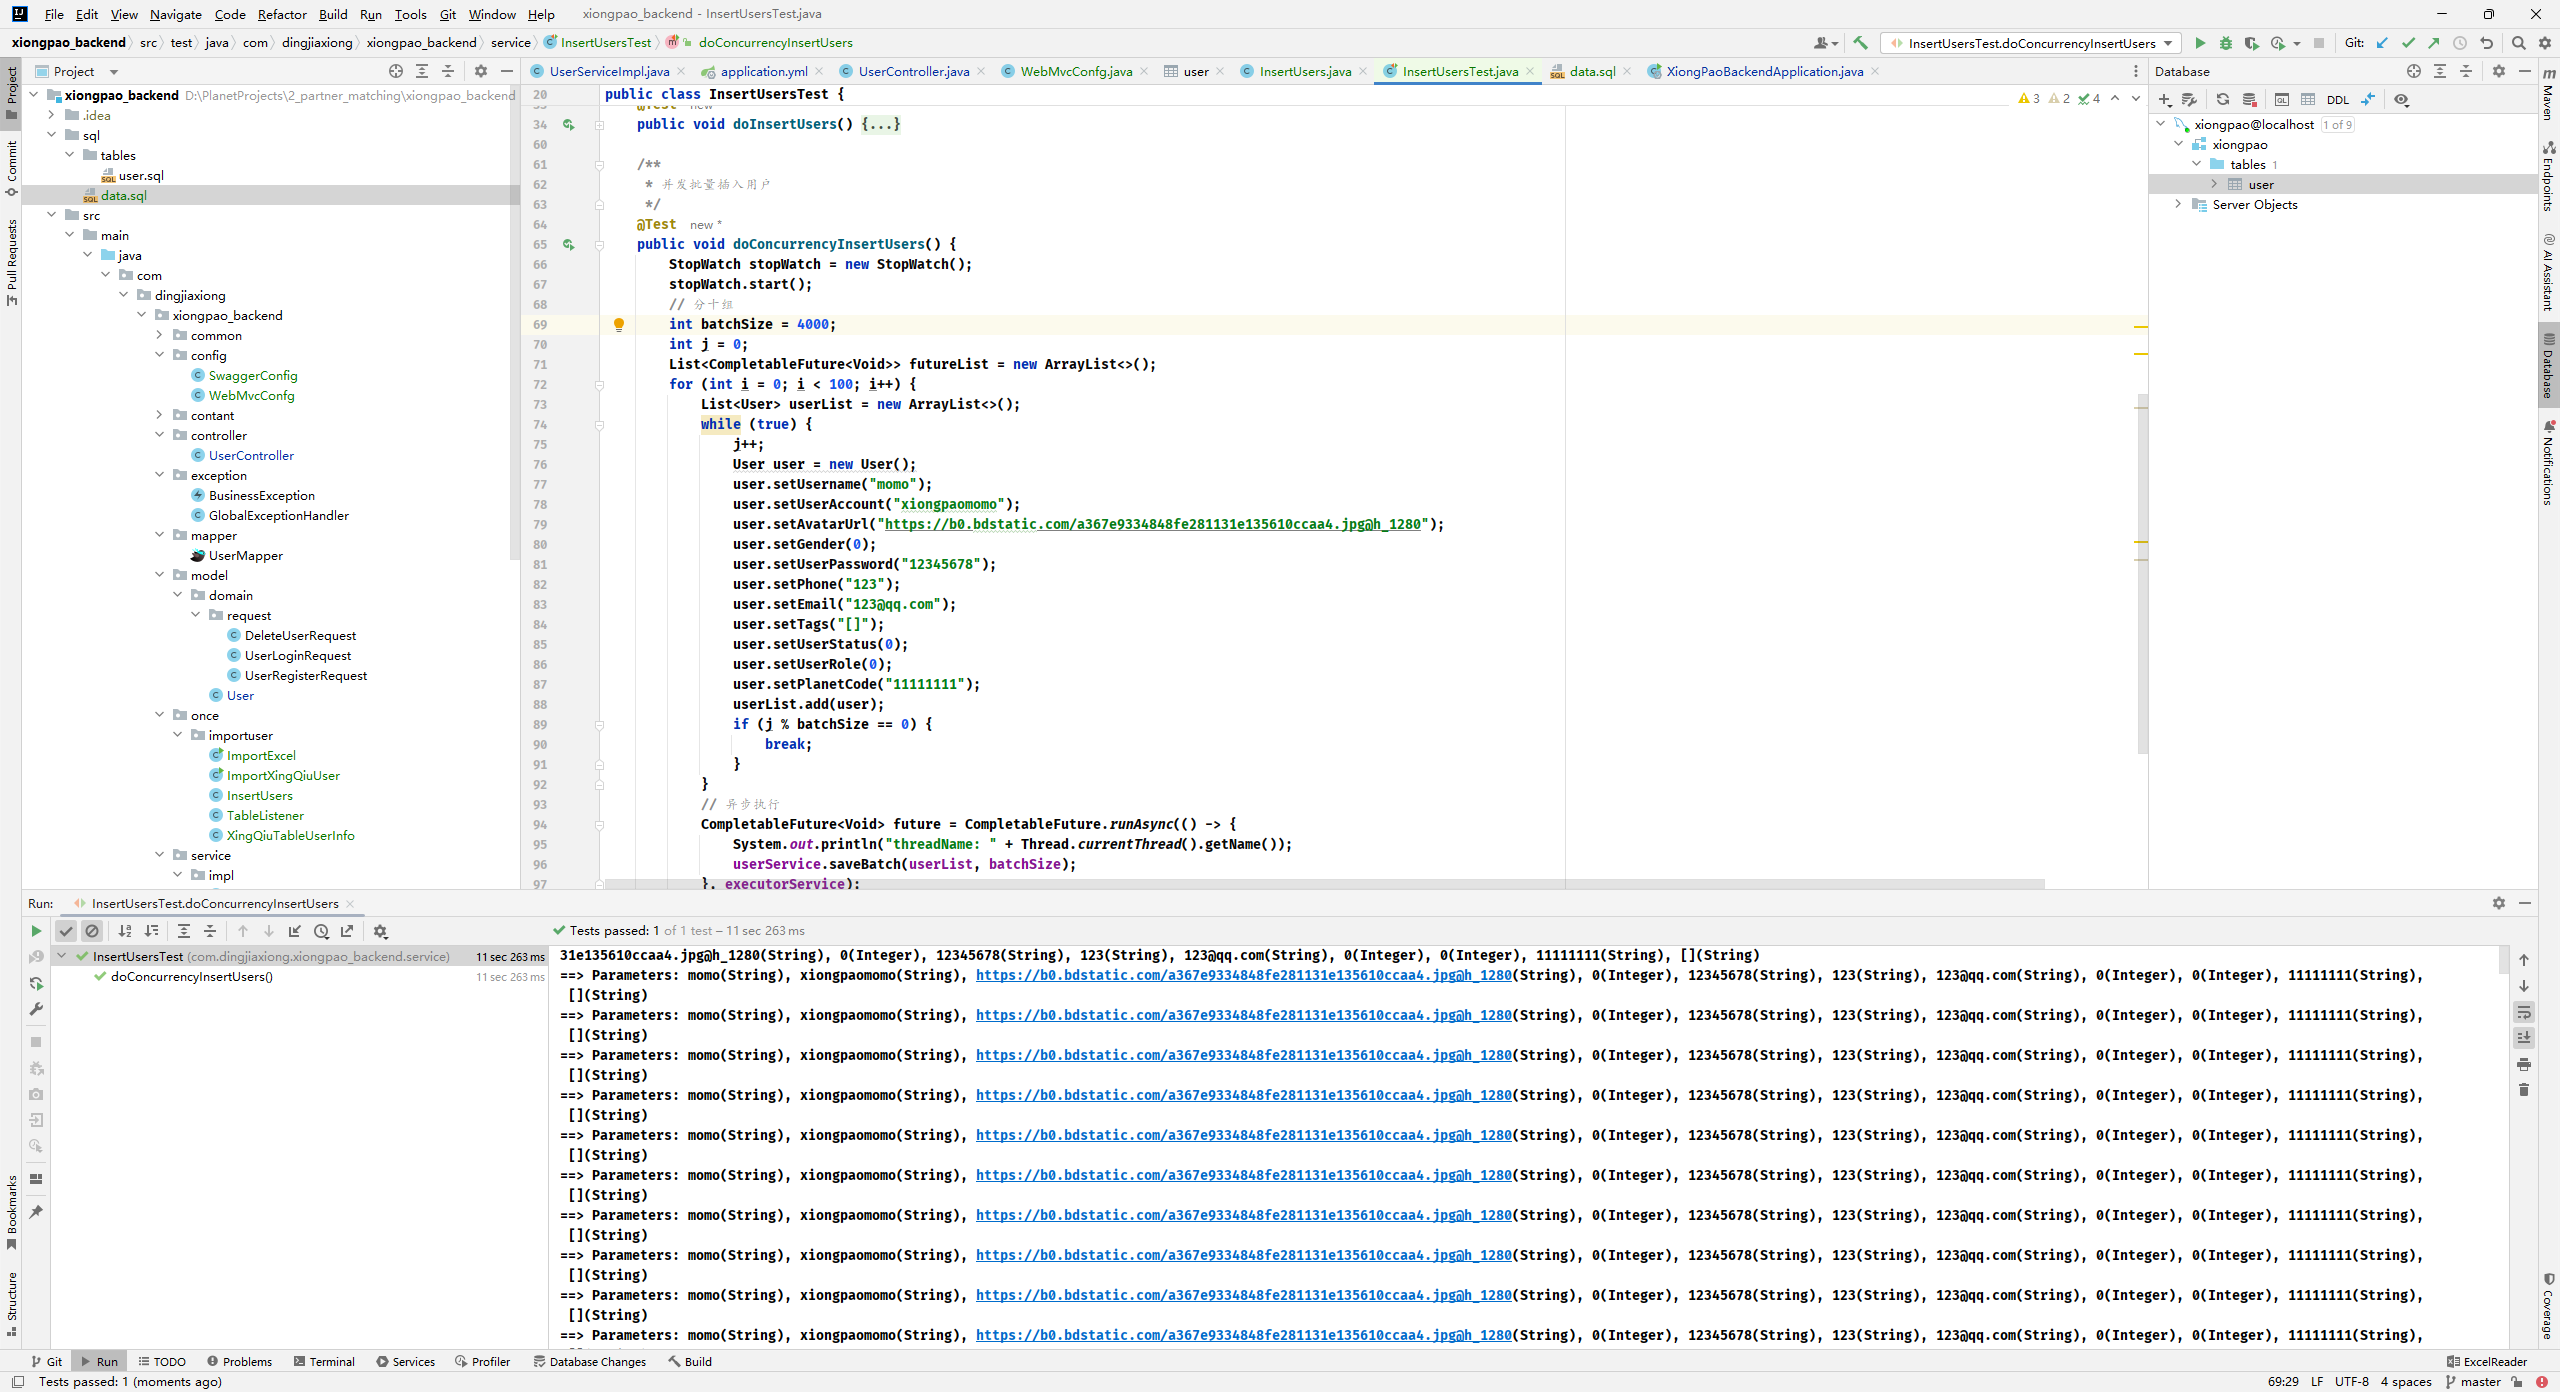 File Edit View Navigate Code Refactor Build Run Tools Git Window Help xiongpao_backend - InsertUsersTest.java
xiongpao_backend src test java com dingjiaxiong xiongpao_backend service InsertUsersTest doConcurrencyInsertUsers InsertUsersTest.doConcurrencyInsertUsers Git:
Project
UserServiceImpl.java application.yml UserController.java WebMvcConfg.java user InsertUsers.java InsertUsersTest.java data.sql XiongPaoBackendApplication.java
Database
Project
Commit
Pull Requests
Bookmarks
Structure
xiongpao_backend D:\PlanetProjects\2_partner_matching\xiongpao_backend
.idea
sql
tables
user.sql
data.sql
src
main
java
com
dingjiaxiong
xiongpao_backend
common
config
SwaggerConfig
WebMvcConfg
contant
controller
UserController
exception
BusinessException
GlobalExceptionHandler
mapper
UserMapper
model
domain
request
DeleteUserRequest
UserLoginRequest
UserRegisterRequest
User
once
importuser
ImportExcel
ImportXingQiuUser
InsertUsers
TableListener
XingQiuTableUserInfo
service
impl
20 public class InsertUsersTest {
3 2 4
33 @Test new *
34 public void doInsertUsers() {...}
60
61 /**
62 * 并发批量插入用户
63 */
64 @Test new *
65 public void doConcurrencyInsertUsers() {
66 StopWatch stopWatch = new StopWatch();
67 stopWatch.start();
68 // 分十组
69 int batchSize = 4000;
70 int j = 0;
71 List<CompletableFuture<Void>> futureList = new ArrayList<>();
72 for (int i = 0; i < 100; i++) {
73 List<User> userList = new ArrayList<>();
74 while (true) {
75 j++;
76 User user = new User();
77 user.setUsername("momo");
78 user.setUserAccount("xiongpaomomo");
79 user.setAvatarUrl("https://b0.bdstatic.com/a367e9334848fe281131e135610ccaa4.jpg@h_1280");
80 user.setGender(0);
81 user.setUserPassword("12345678");
82 user.setPhone("123");
83 user.setEmail("123@qq.com");
84 user.setTags("[]");
85 user.setUserStatus(0);
86 user.setUserRole(0);
87 user.setPlanetCode("11111111");
88 userList.add(user);
89 if (j % batchSize == 0) {
90 break;
91 }
92 }
93 // 异步执行
94 CompletableFuture<Void> future = CompletableFuture.runAsync(() -> {
95 System.out.println("threadName: " + Thread.currentThread().getName());
96 userService.saveBatch(userList, batchSize);
97 }, executorService);
DDL
xiongpao@localhost 1 of 9
xiongpao
tables 1
user
Server Objects
Maven
Endpoints
AI Assistant
Database
Notifications
Coverage
Run: InsertUsersTest.doConcurrencyInsertUsers
Tests passed: 1 of 1 test – 11 sec 263 ms
InsertUsersTest (com.dingjiaxiong.xiongpao_backend.service) 11 sec 263 ms
doConcurrencyInsertUsers() 11 sec 263 ms
31e135610ccaa4.jpg@h_1280(String), 0(Integer), 12345678(String), 123(String), 123@qq.com(String), 0(Integer), 0(Integer), 11111111(String), [](String)
==> Parameters: momo(String), xiongpaomomo(String), https://b0.bdstatic.com/a367e9334848fe281131e135610ccaa4.jpg@h_1280(String), 0(Integer), 12345678(String), 123(String), 123@qq.com(String), 0(Integer), 0(Integer), 11111111(String),
[](String)
==> Parameters: momo(String), xiongpaomomo(String), https://b0.bdstatic.com/a367e9334848fe281131e135610ccaa4.jpg@h_1280(String), 0(Integer), 12345678(String), 123(String), 123@qq.com(String), 0(Integer), 0(Integer), 11111111(String),
[](String)
==> Parameters: momo(String), xiongpaomomo(String), https://b0.bdstatic.com/a367e9334848fe281131e135610ccaa4.jpg@h_1280(String), 0(Integer), 12345678(String), 123(String), 123@qq.com(String), 0(Integer), 0(Integer), 11111111(String),
[](String)
==> Parameters: momo(String), xiongpaomomo(String), https://b0.bdstatic.com/a367e9334848fe281131e135610ccaa4.jpg@h_1280(String), 0(Integer), 12345678(String), 123(String), 123@qq.com(String), 0(Integer), 0(Integer), 11111111(String),
[](String)
==> Parameters: momo(String), xiongpaomomo(String), https://b0.bdstatic.com/a367e9334848fe281131e135610ccaa4.jpg@h_1280(String), 0(Integer), 12345678(String), 123(String), 123@qq.com(String), 0(Integer), 0(Integer), 11111111(String),
[](String)
==> Parameters: momo(String), xiongpaomomo(String), https://b0.bdstatic.com/a367e9334848fe281131e135610ccaa4.jpg@h_1280(String), 0(Integer), 12345678(String), 123(String), 123@qq.com(String), 0(Integer), 0(Integer), 11111111(String),
[](String)
==> Parameters: momo(String), xiongpaomomo(String), https://b0.bdstatic.com/a367e9334848fe281131e135610ccaa4.jpg@h_1280(String), 0(Integer), 12345678(String), 123(String), 123@qq.com(String), 0(Integer), 0(Integer), 11111111(String),
[](String)
==> Parameters: momo(String), xiongpaomomo(String), https://b0.bdstatic.com/a367e9334848fe281131e135610ccaa4.jpg@h_1280(String), 0(Integer), 12345678(String), 123(String), 123@qq.com(String), 0(Integer), 0(Integer), 11111111(String),
[](String)
==> Parameters: momo(String), xiongpaomomo(String), https://b0.bdstatic.com/a367e9334848fe281131e135610ccaa4.jpg@h_1280(String), 0(Integer), 12345678(String), 123(String), 123@qq.com(String), 0(Integer), 0(Integer), 11111111(String),
[](String)
==> Parameters: momo(String), xiongpaomomo(String), https://b0.bdstatic.com/a367e9334848fe281131e135610ccaa4.jpg@h_1280(String), 0(Integer), 12345678(String), 123(String), 123@qq.com(String), 0(Integer), 0(Integer), 11111111(String),
Git Run TODO Problems Terminal Services Profiler Database Changes Build ExcelReader
Tests passed: 1 (moments ago) 69:29 LF UTF-8 4 spaces master